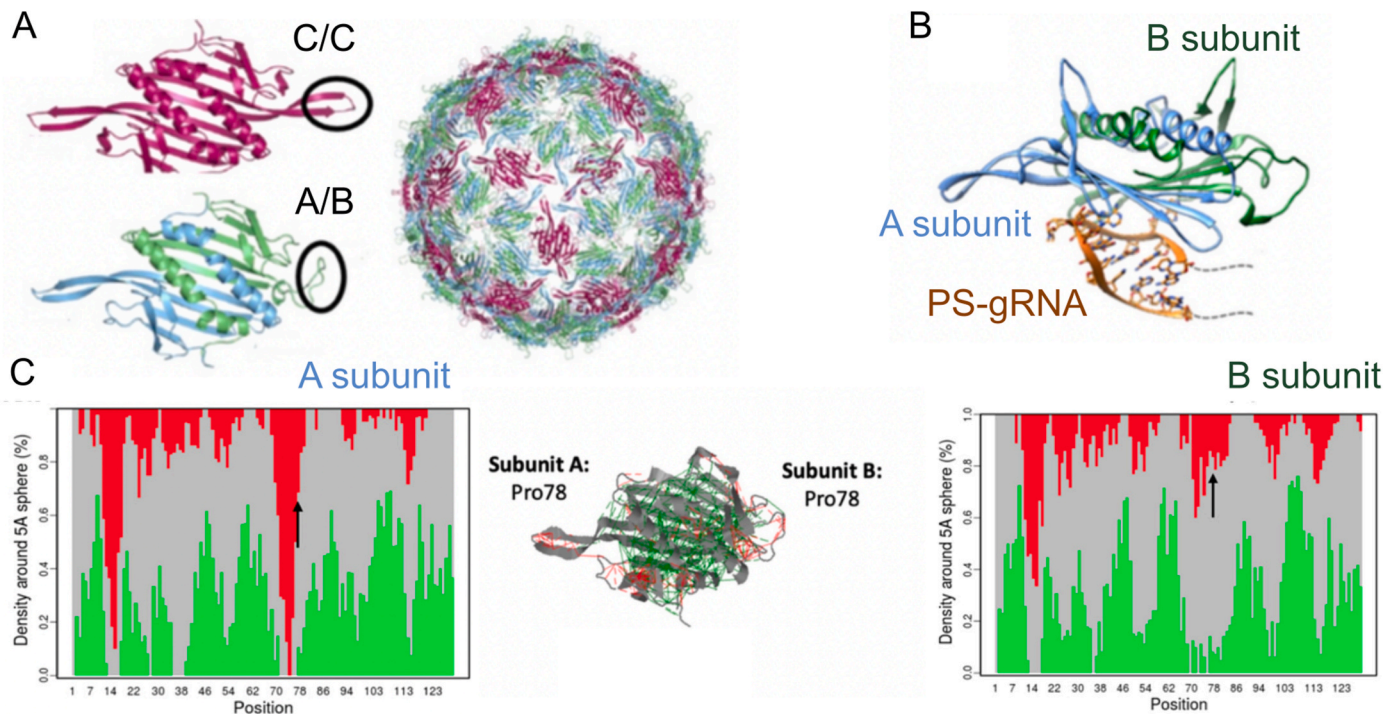 A
C/C
A/B
B
B subunit
A subunit
PS-gRNA
C
A subunit
B subunit
Density around 5A sphere (%)
0.0 0.2 0.4 0.6 0.8
1 7 14 22 30 38 46 54 62 70 78 86 94 103 113 123
Position
Subunit A:
Pro78
Subunit B:
Pro78
Density around 5A sphere (%)
0.0 0.2 0.4 0.6 0.8 1.0
1 7 14 22 30 38 46 54 62 70 78 86 94 103 113 123
Position